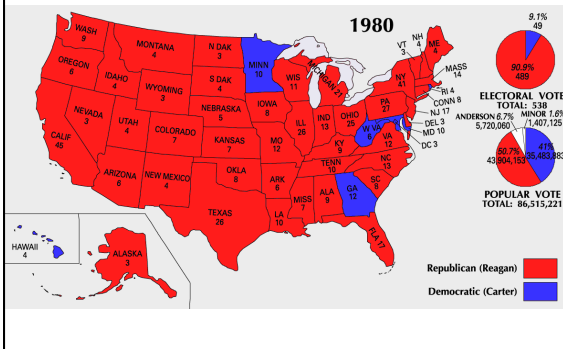 1980
WASH
9
OREGON
6
CALIF
45
NEVADA
3
IDAHO
4
MONTANA
4
WYOMING
3
UTAH
4
ARIZONA
6
COLORADO
7
NEW MEXICO
4
N DAK
3
S DAK
4
NEBRASKA
5
KANSAS
7
OKLA
8
TEXAS
26
MINN
10
IOWA
8
MO
12
ARK
6
LA
10
WIS
11
ILL
26
MICHIGAN 21
IND
13
OHIO
25
KY
9
TENN
10
MISS
7
ALA
9
GA
12
FLA 17
SC
8
NC
13
VA
12
W VA
6
PA
27
NY
41
VT
3
NH
4
ME
4
MASS
14
RI 4
CONN 8
NJ 17
DEL 3
MD 10
DC 3
HAWAII
4
ALASKA
3
9.1%
49
90.9%
489
ELECTORAL VOTE
TOTAL: 538
ANDERSON 6.7%
5,720,060
MINOR 1.6%
1,407,125
50.7%
43,904,153
41%
35,483,883
POPULAR VOTE
TOTAL: 86,515,221
Republican (Reagan)
Democratic (Carter)